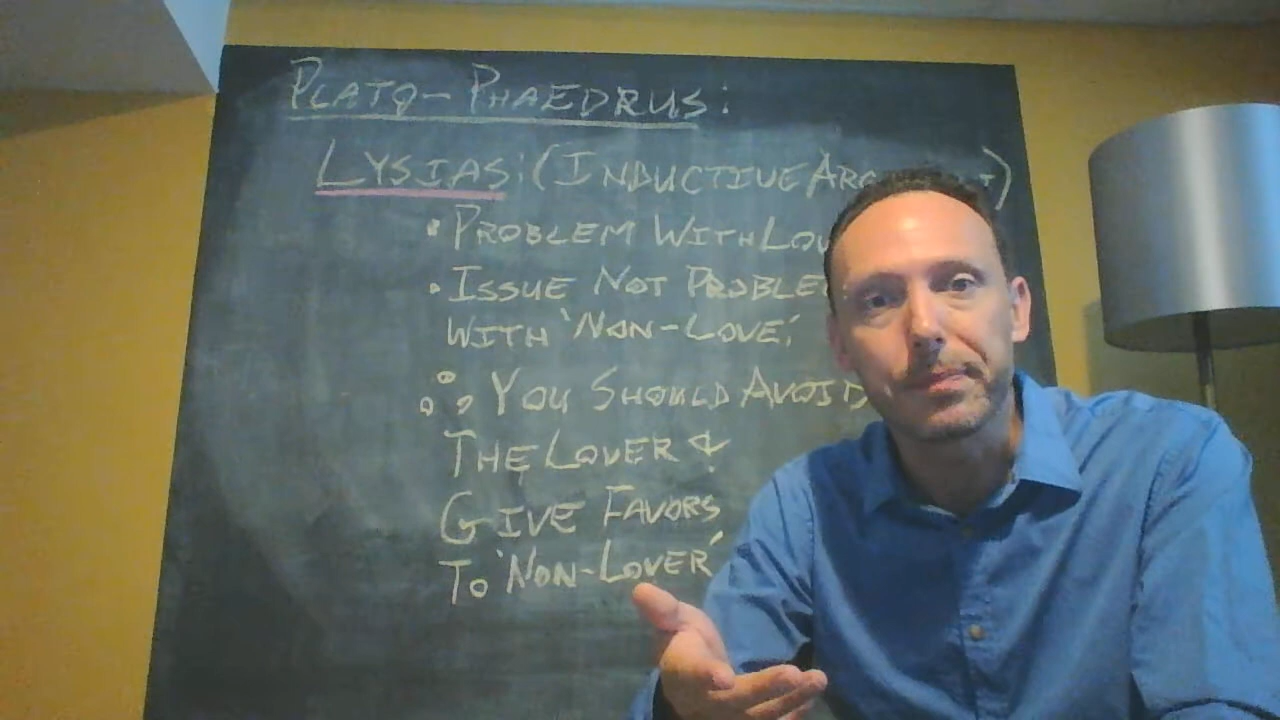 PLATO- PHAEDRUS:
LYSIAS: (INDUCTIVE )
• PROBLEM WITH
• ISSUE NOT
WITH 'NON-LOVE'.
∴ YOU SHOULD AVOID
THE LOVER &
GIVE FAVORS
TO 'NON-LOVER'